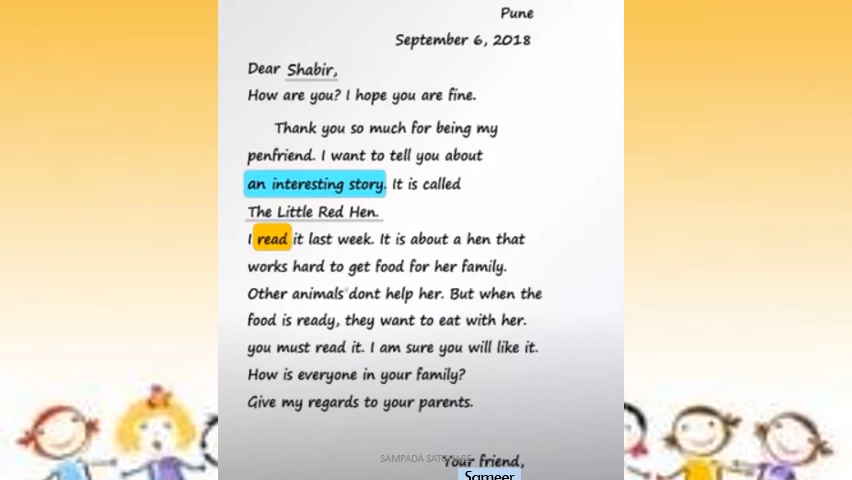 Pune
September 6, 2018
Dear Shabir,
How are you? I hope you are fine.
Thank you so much for being my
penfriend. I want to tell you about
an interesting story. It is called
The Little Red Hen.
I read it last week. It is about a hen that
works hard to get food for her family.
Other animals dont help her. But when the
food is ready, they want to eat with her.
you must read it. I am sure you will like it.
How is everyone in your family?
Give my regards to your parents.
SAMPADA
Your friend,
Sameer